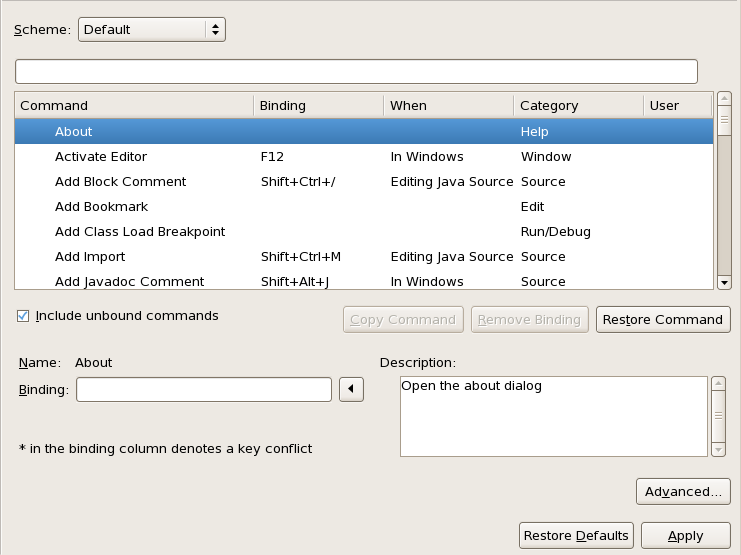 Scheme: Default
Command Binding When Category User
About Help
Activate Editor F12 In Windows Window
Add Block Comment Shift+Ctrl+/ Editing Java Source Source
Add Bookmark Edit
Add Class Load Breakpoint Run/Debug
Add Import Shift+Ctrl+M Editing Java Source Source
Add Javadoc Comment Shift+Alt+J In Windows Source
Include unbound commands Copy Command Remove Binding Restore Command
Name: About Description:
Binding: Open the about dialog
* in the binding column denotes a key conflict
Advanced...
Restore Defaults Apply